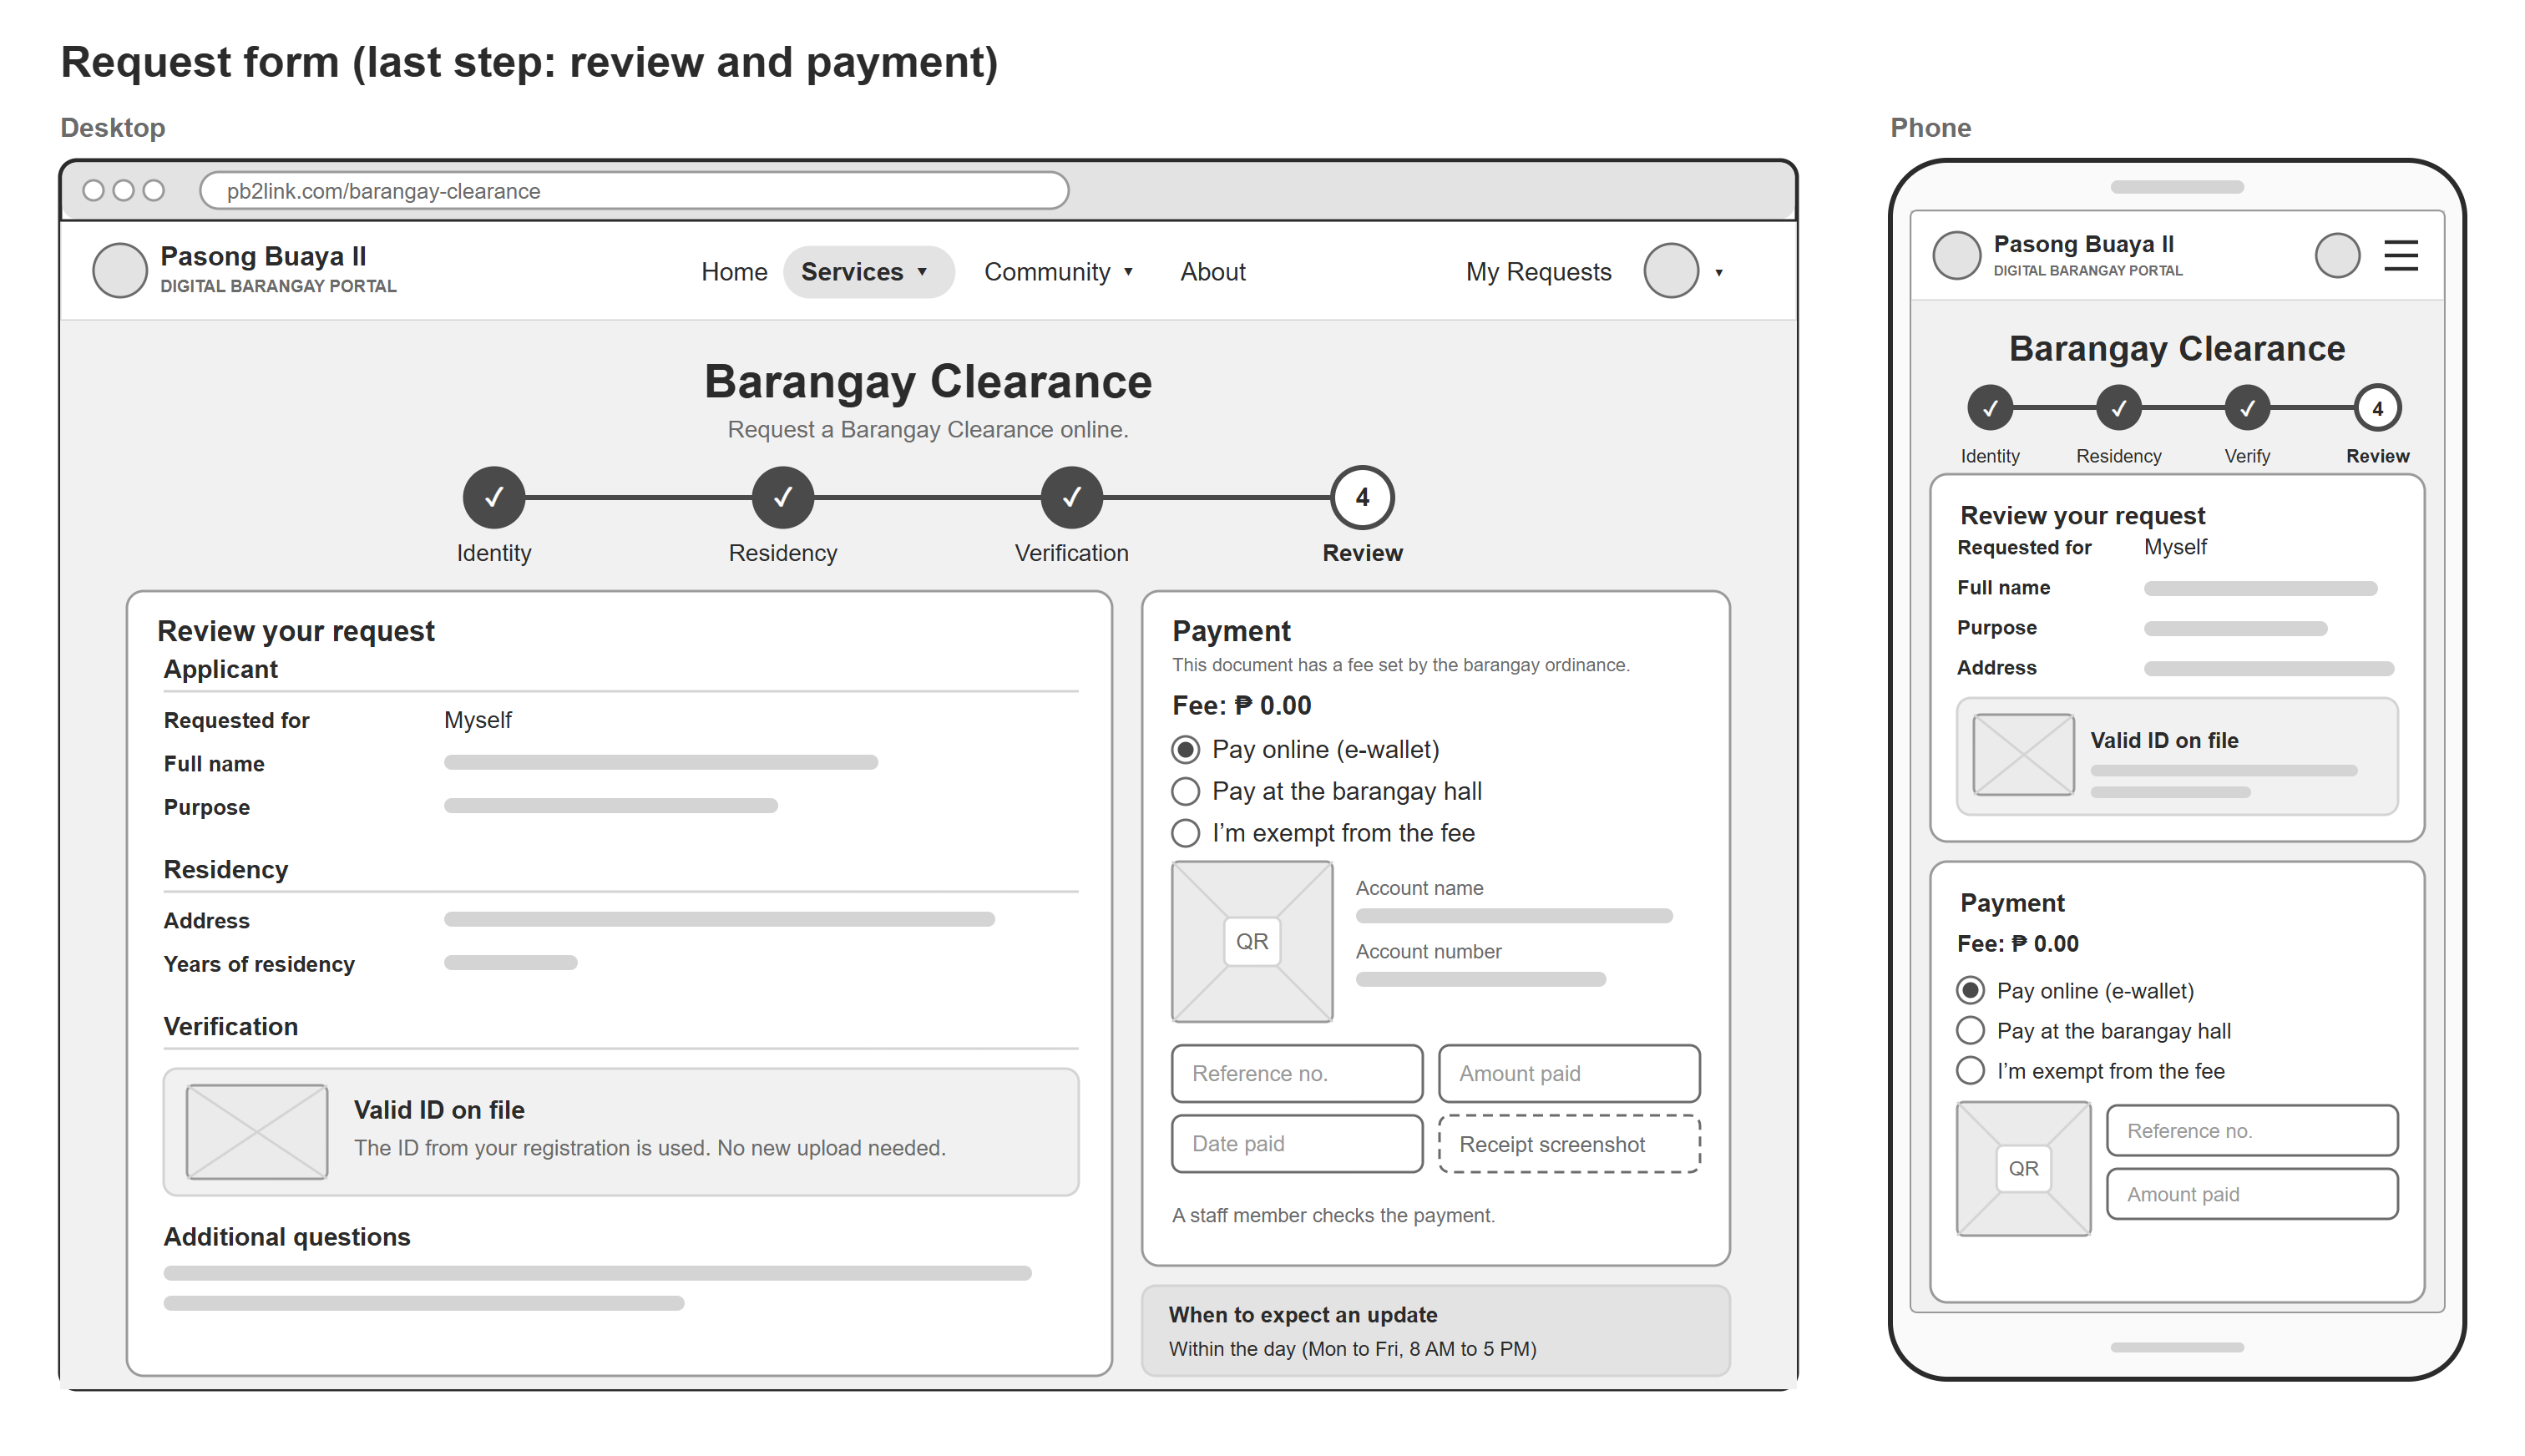 Request form (last step: review and payment)
Desktop
pb2link.com/barangay-clearance
Pasong Buaya II
DIGITAL BARANGAY PORTAL
Home Services ▼ Community ▼ About My Requests ▼
Barangay Clearance
Request a Barangay Clearance online.
✓ ✓ ✓ 4
Identity Residency Verification Review
Review your request
Applicant
Requested for Myself
Full name
Purpose
Residency
Address
Years of residency
Verification
Valid ID on file
The ID from your registration is used. No new upload needed.
Additional questions
Payment
This document has a fee set by the barangay ordinance.
Fee: ₱ 0.00
Pay online (e-wallet)
Pay at the barangay hall
I’m exempt from the fee
QR
Account name
Account number
Reference no. Amount paid
Date paid Receipt screenshot
A staff member checks the payment.
When to expect an update
Within the day (Mon to Fri, 8 AM to 5 PM)
Phone
Pasong Buaya II
DIGITAL BARANGAY PORTAL
Barangay Clearance
✓ ✓ ✓ 4
Identity Residency Verify Review
Review your request
Requested for Myself
Full name
Purpose
Address
Valid ID on file
Payment
Fee: ₱ 0.00
Pay online (e-wallet)
Pay at the barangay hall
I’m exempt from the fee
QR
Reference no.
Amount paid